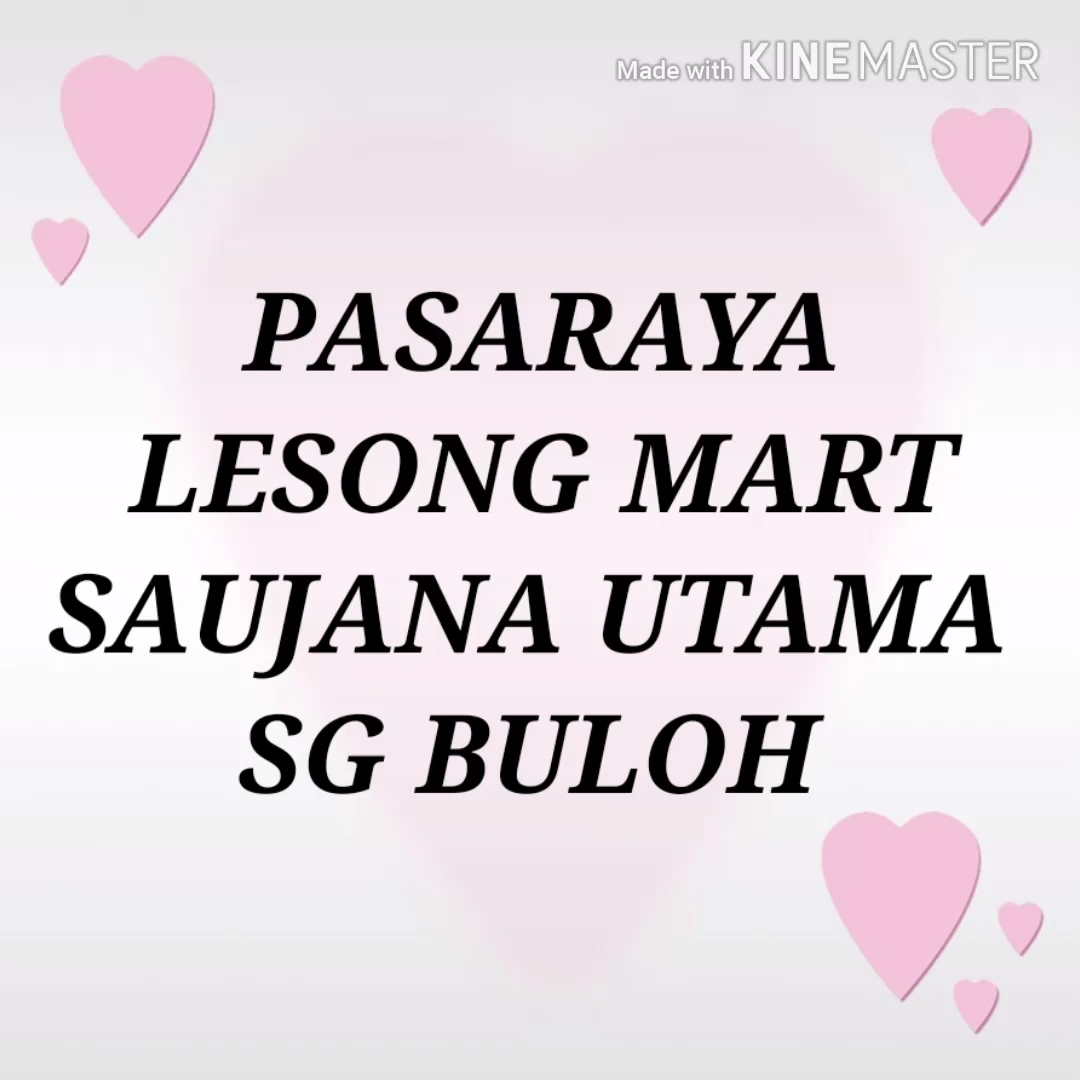 Made with KINEMASTER
PASARAYA
LESONG MART
SAUJANA UTAMA
SG BULOH